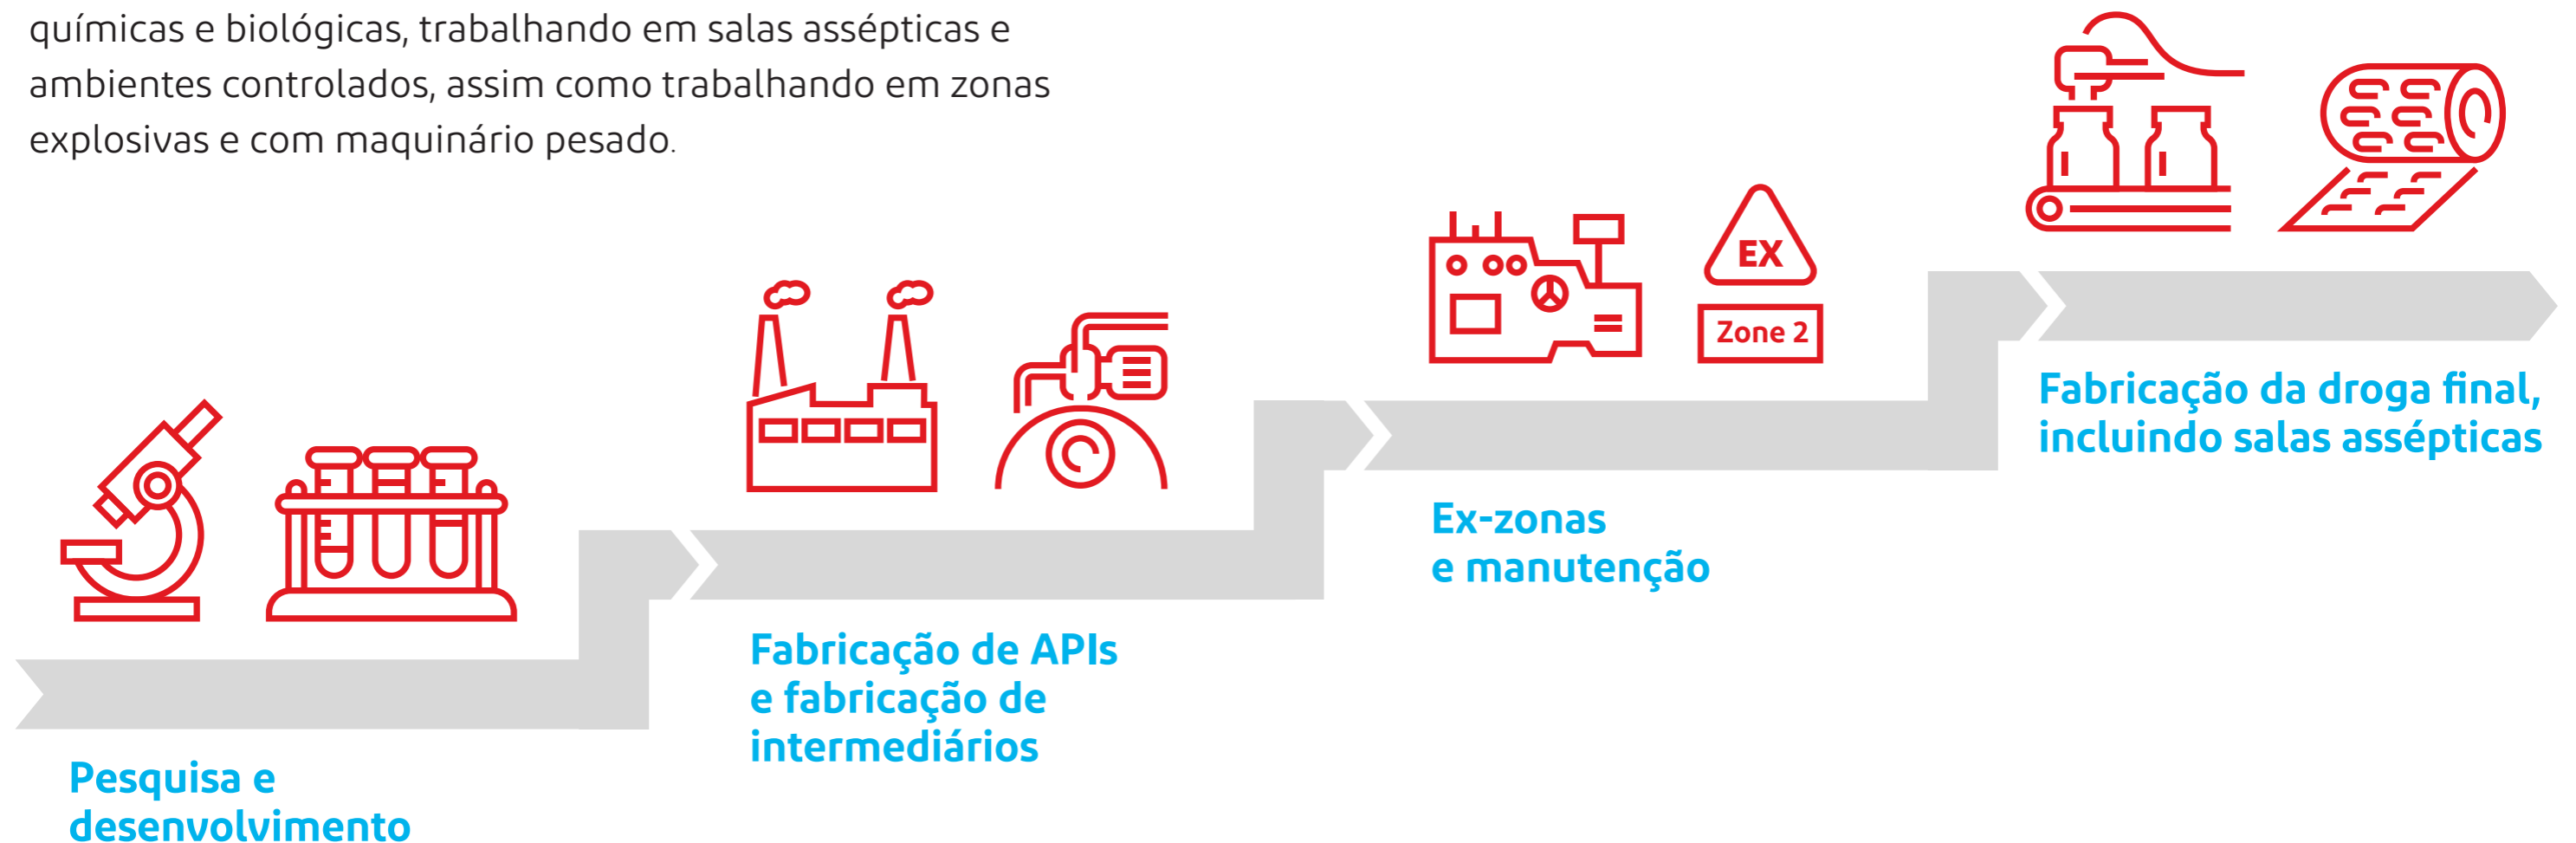 químicas e biológicas, trabalhando em salas assépticas e
ambientes controlados, assim como trabalhando em zonas
explosivas e com maquinário pesado.
EX
Zone 2
Fabricação da droga final,
incluindo salas assépticas
Ex-zonas
e manutenção
Fabricação de APIs
e fabricação de
intermediários
Pesquisa e
desenvolvimento